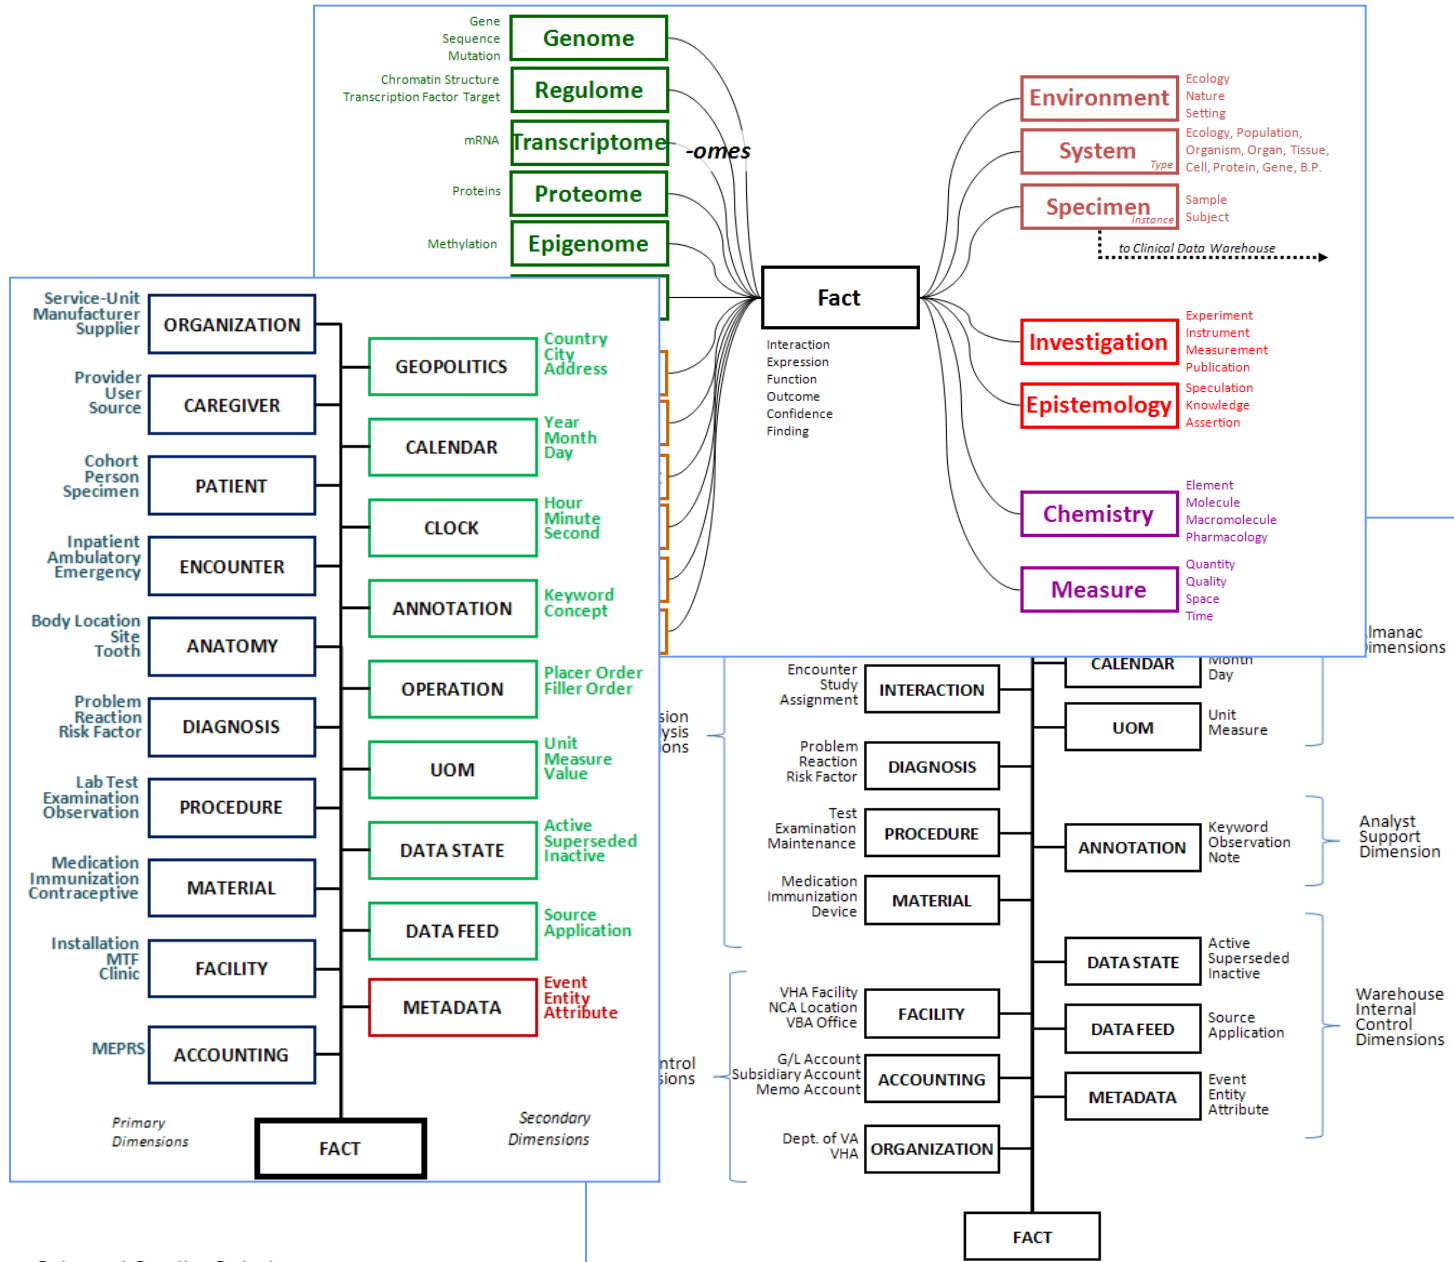 Gene
Sequence
Mutation
Genome
Chromatin Structure
Transcription Factor Target
Regulome
mRNA
Transcriptome
-omes
Proteins
Proteome
Methylation
Epigenome
Environment
Ecology
Nature
Setting
System
Type
Ecology, Population,
Organism, Organ, Tissue,
Cell, Protein, Gene, B.P.
Specimen
Instance
Sample
Subject
to Clinical Data Warehouse
Fact
Interaction
Expression
Function
Outcome
Confidence
Finding
Investigation
Experiment
Instrument
Measurement
Publication
Epistemology
Speculation
Knowledge
Assertion
Chemistry
Element
Molecule
Macromolecule
Pharmacology
Measure
Quantity
Quality
Space
Time
Service-Unit
Manufacturer
Supplier
ORGANIZATION
Provider
User
Source
CAREGIVER
Cohort
Person
Specimen
PATIENT
Inpatient
Ambulatory
Emergency
ENCOUNTER
Body Location
Site
Tooth
ANATOMY
Problem
Reaction
Risk Factor
DIAGNOSIS
Lab Test
Examination
Observation
PROCEDURE
Medication
Immunization
Contraceptive
MATERIAL
Installation
MTF
Clinic
FACILITY
MEPRS
ACCOUNTING
Primary
Dimensions
GEOPOLITICS
Country
City
Address
CALENDAR
Year
Month
Day
CLOCK
Hour
Minute
Second
ANNOTATION
Keyword
Concept
OPERATION
Placer Order
Filler Order
UOM
Unit
Measure
Value
DATA STATE
Active
Superseded
Inactive
DATA FEED
Source
Application
METADATA
Event
Entity
Attribute
Secondary
Dimensions
FACT
Encounter
Study
Assignment
INTERACTION
Problem
Reaction
Risk Factor
DIAGNOSIS
Test
Examination
Maintenance
PROCEDURE
Medication
Immunization
Device
MATERIAL
VHA Facility
NCA Location
VBA Office
FACILITY
G/L Account
Subsidiary Account
Memo Account
ACCOUNTING
Dept. of VA
VHA
ORGANIZATION
CALENDAR
Month
Day
UOM
Unit
Measure
Almanac
Dimensions
ANNOTATION
Keyword
Observation
Note
Analyst
Support
Dimension
DATA STATE
Active
Superseded
Inactive
DATA FEED
Source
Application
METADATA
Event
Entity
Attribute
Warehouse
Internal
Control
Dimensions
FACT